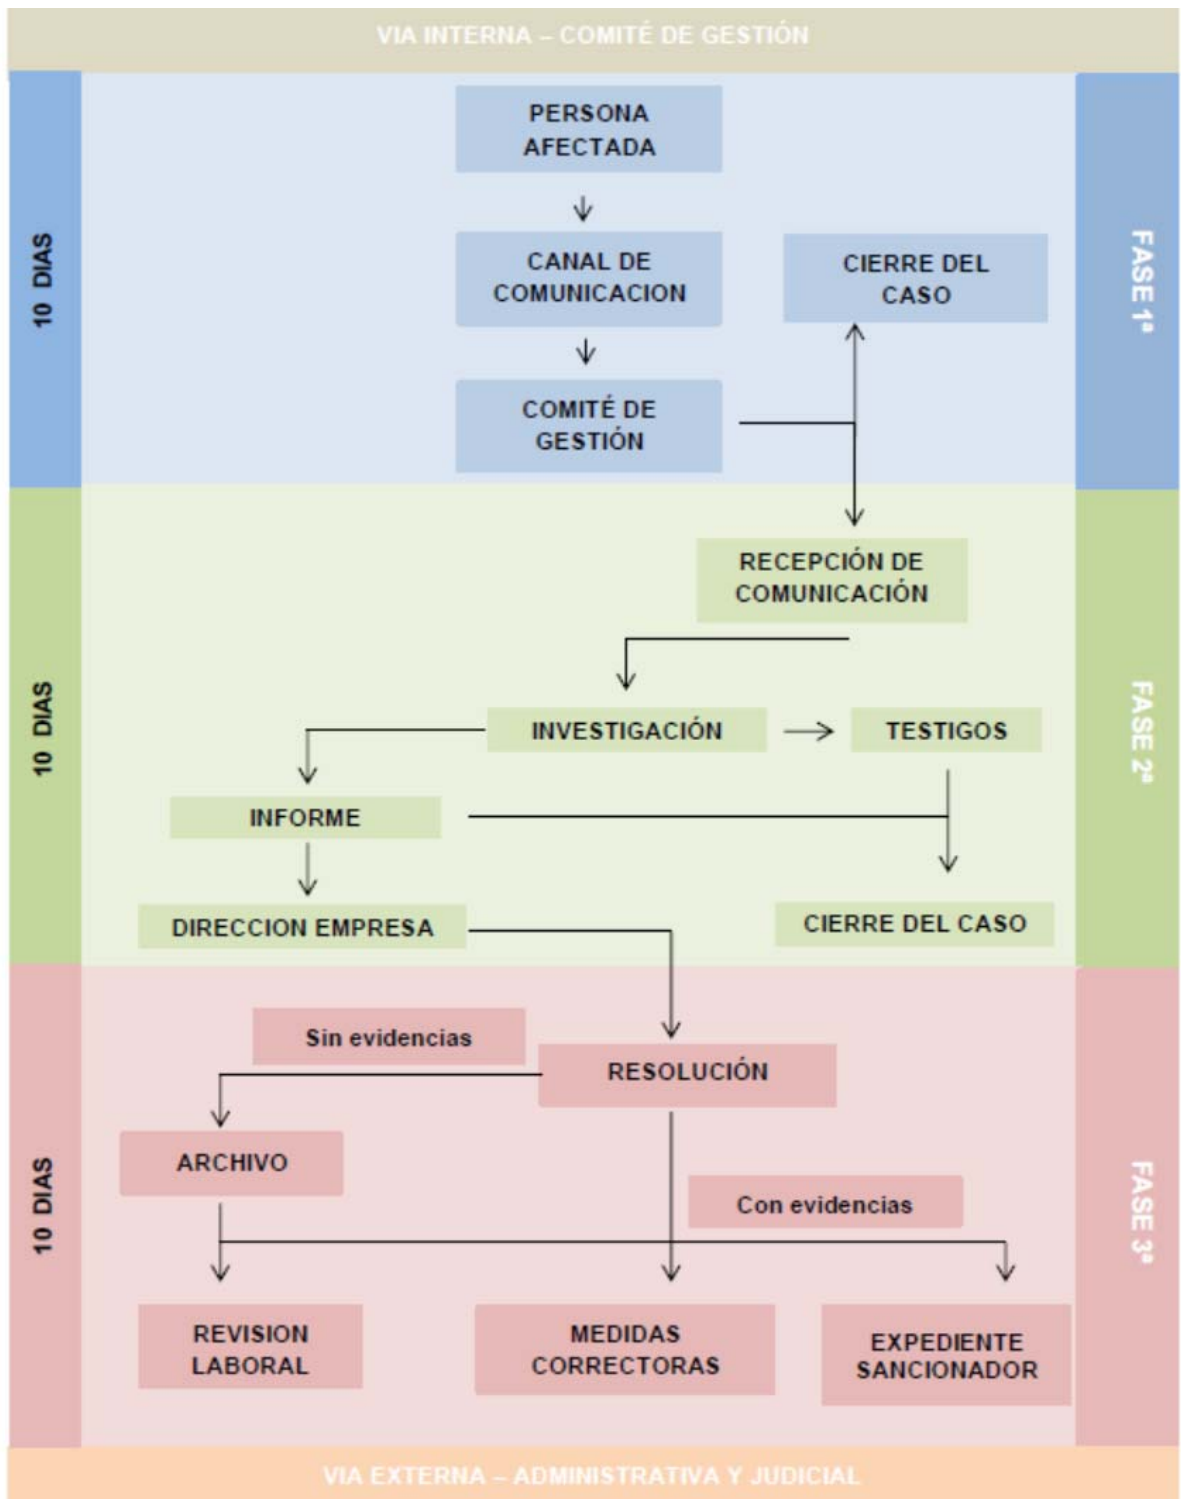 VIA INTERNA – COMITÉ DE GESTIÓN
10 DIAS
FASE 1ª
PERSONA
AFECTADA
CANAL DE
COMUNICACION
CIERRE DEL
CASO
COMITÉ DE
GESTIÓN
10 DIAS
FASE 2ª
RECEPCIÓN DE
COMUNICACIÓN
INVESTIGACIÓN
TESTIGOS
INFORME
DIRECCION EMPRESA
CIERRE DEL CASO
10 DIAS
FASE 3ª
Sin evidencias
RESOLUCIÓN
ARCHIVO
Con evidencias
REVISION
LABORAL
MEDIDAS
CORRECTORAS
EXPEDIENTE
SANCIONADOR
VIA EXTERNA – ADMINISTRATIVA Y JUDICIAL